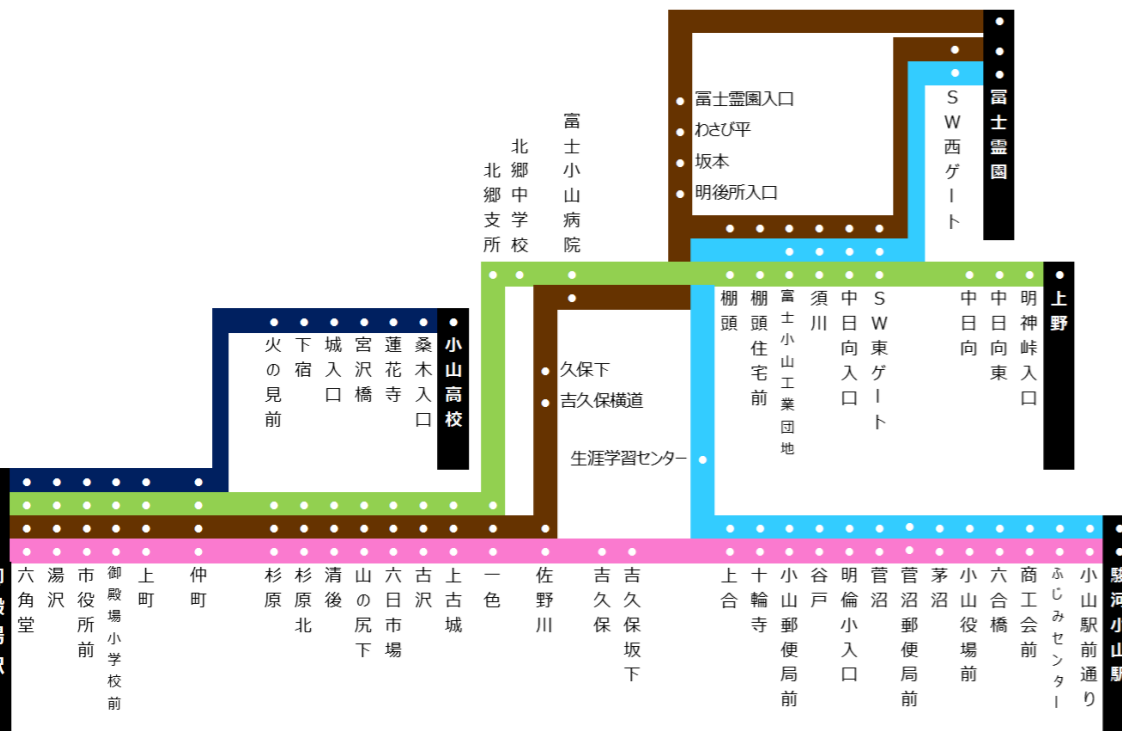 富士霊園
SW西ゲート
冨士霊園入口
わさび平
坂本
明後所入口
富士小山病院
北郷中学校
北郷支所
棚頭
棚頭住宅前
富士小山工業団地
須川
中日向入口
SW東ゲート
中日向
中日向東
明神峠入口
上野
火の見前
下宿
城入口
宮沢橋
蓮花寺
桑木入口
小山高校
久保下
吉久保横道
生涯学習センター
六角堂
湯沢
市役所前
御殿場小学校前
上町
仲町
杉原
杉原北
清後
山の尻下
六日市場
古沢
上古城
一色
佐野川
吉久保
吉久保坂下
上合
十輪寺
小山郵便局前
谷戸
明倫小入口
菅沼
菅沼郵便局前
茅沼
小山役場前
六合橋
商工会前
ふじみセンター
小山駅前通り
駿河小山駅